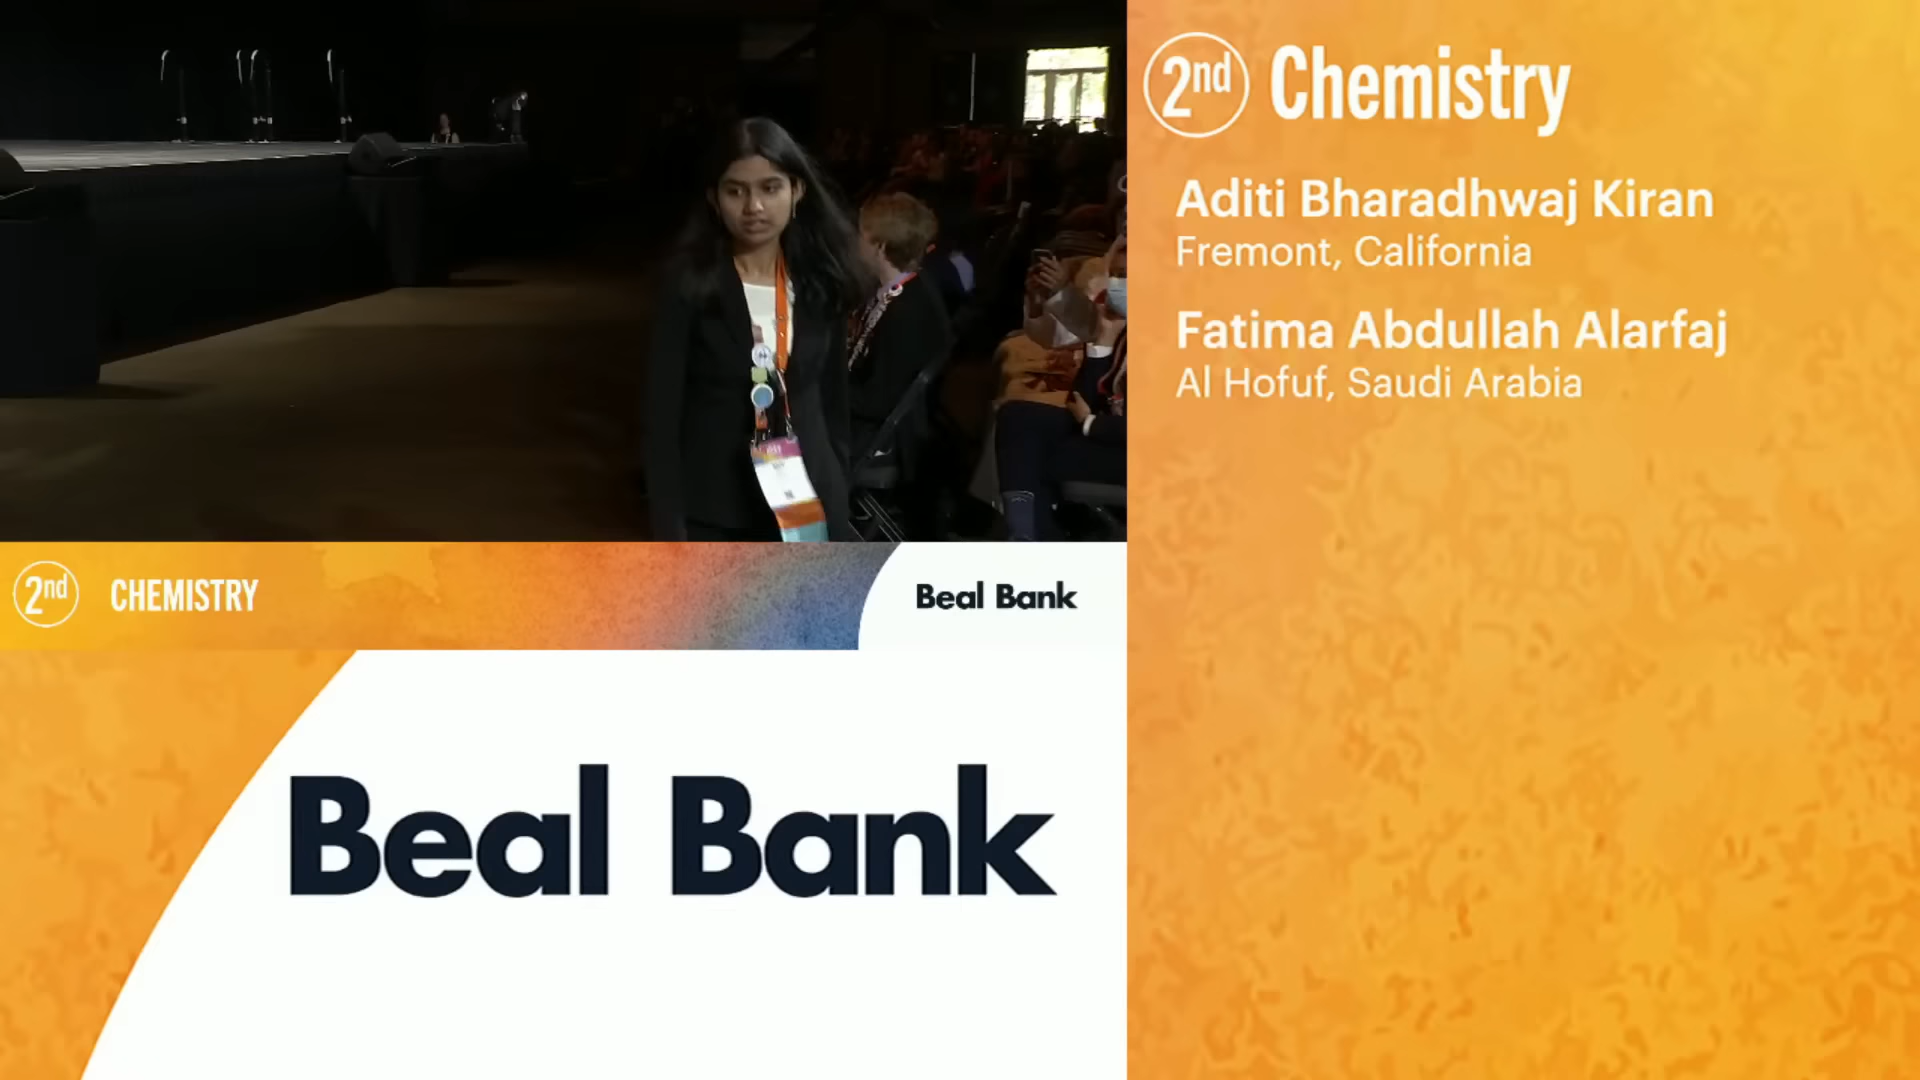 2nd Chemistry
Aditi Bharadhwaj Kiran
Fremont, California
Fatima Abdullah Alarfaj
Al Hofuf, Saudi Arabia
2nd CHEMISTRY
Beal Bank
Beal Bank